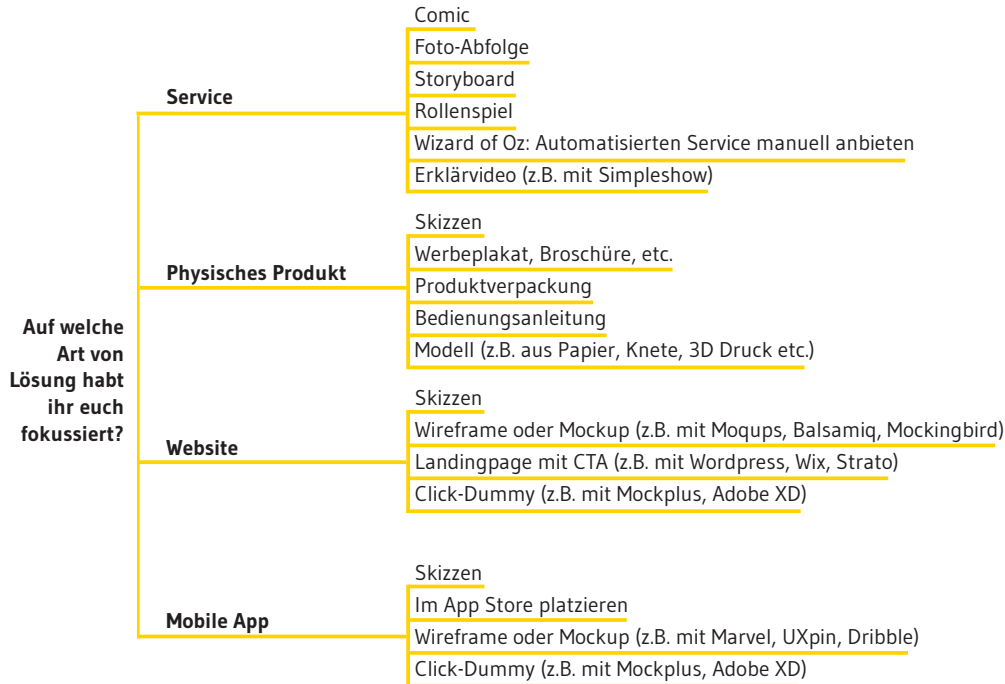 Auf welche
Art von
Lösung habt
ihr euch
fokussiert?
Service
Comic
Foto-Abfolge
Storyboard
Rollenspiel
Wizard of Oz: Automatisierten Service manuell anbieten
Erklärvideo (z.B. mit Simpleshow)
Physisches Produkt
Skizzen
Werbeplakat, Broschüre, etc.
Produktverpackung
Bedienungsanleitung
Modell (z.B. aus Papier, Knete, 3D Druck etc.)
Website
Skizzen
Wireframe oder Mockup (z.B. mit Moqups, Balsamiq, Mockingbird)
Landingpage mit CTA (z.B. mit Wordpress, Wix, Strato)
Click-Dummy (z.B. mit Mockplus, Adobe XD)
Mobile App
Skizzen
Im App Store platzieren
Wireframe oder Mockup (z.B. mit Marvel, UXpin, Dribble)
Click-Dummy (z.B. mit Mockplus, Adobe XD)